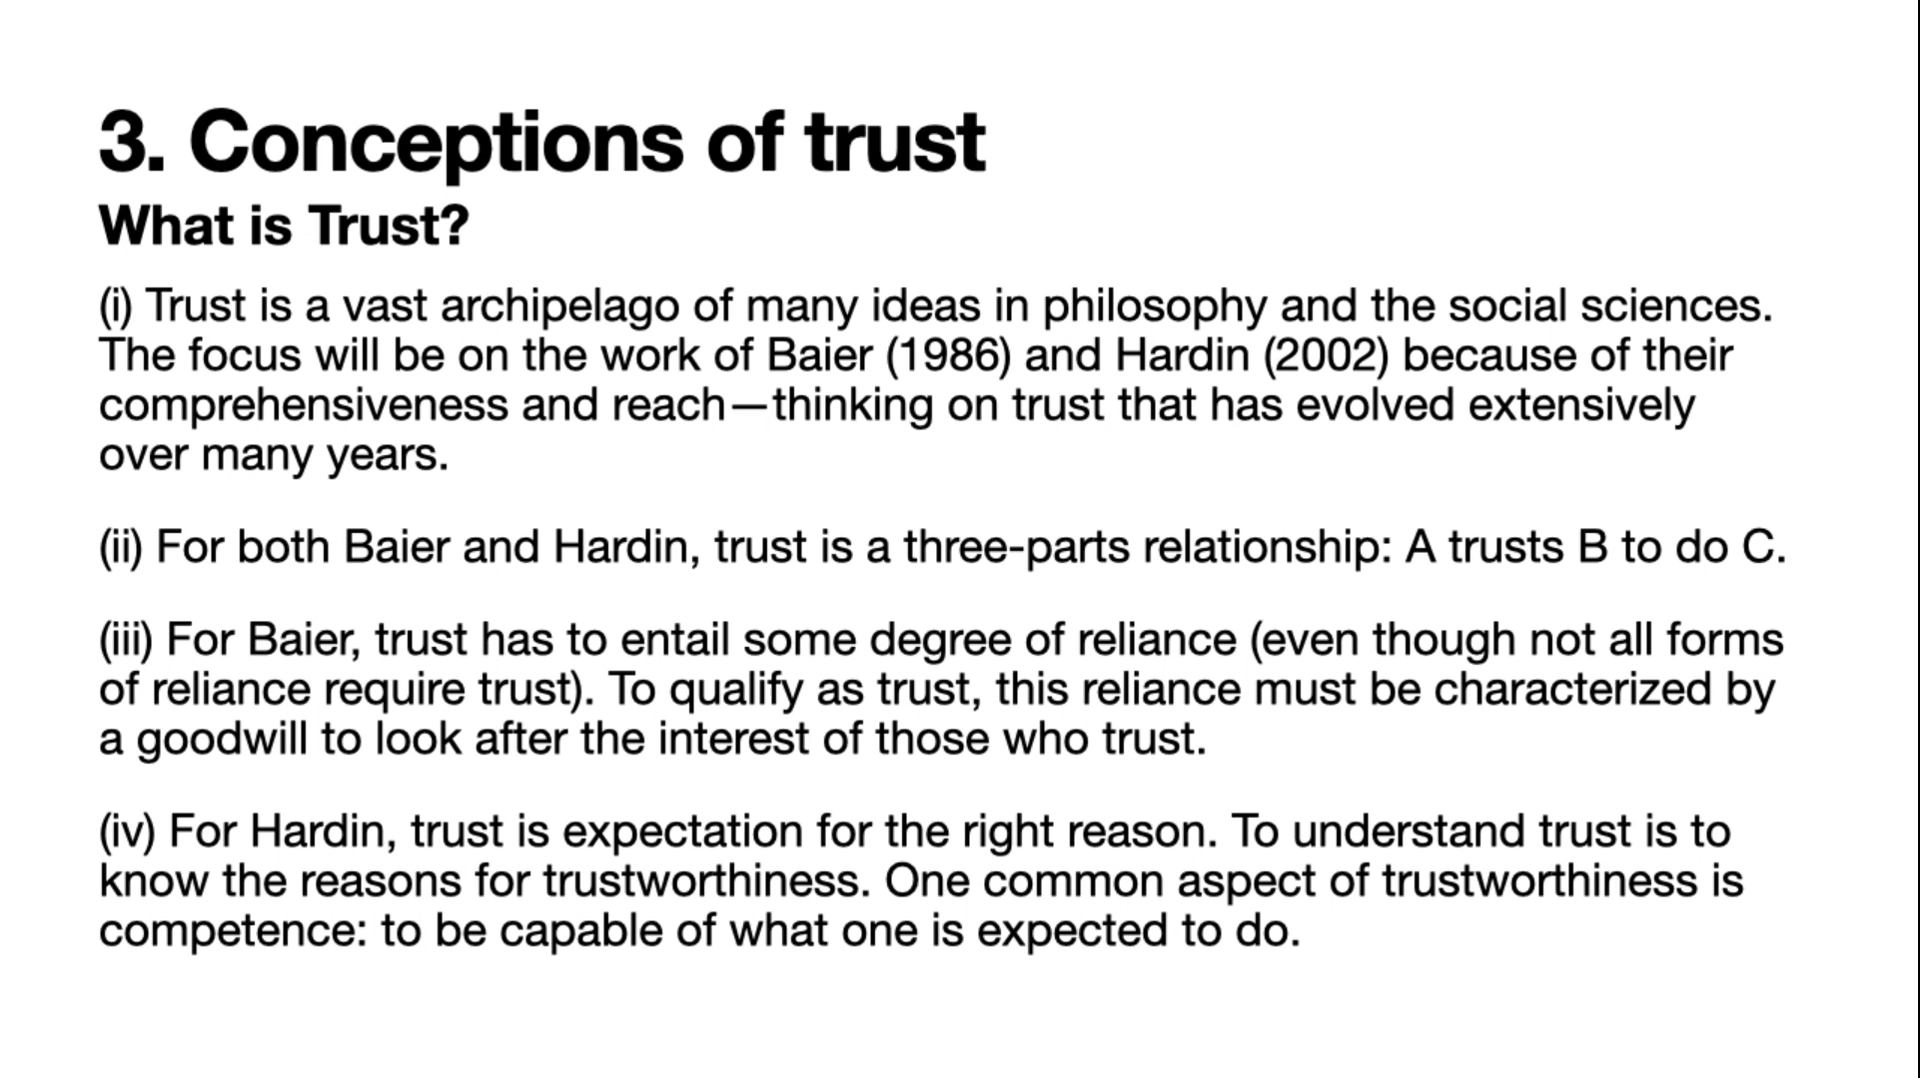 3. Conceptions of trust
What is Trust?
(i) Trust is a vast archipelago of many ideas in philosophy and the social sciences.
The focus will be on the work of Baier (1986) and Hardin (2002) because of their
comprehensiveness and reach—thinking on trust that has evolved extensively
over many years.
(ii) For both Baier and Hardin, trust is a three-parts relationship: A trusts B to do C.
(iii) For Baier, trust has to entail some degree of reliance (even though not all forms
of reliance require trust). To qualify as trust, this reliance must be characterized by
a goodwill to look after the interest of those who trust.
(iv) For Hardin, trust is expectation for the right reason. To understand trust is to
know the reasons for trustworthiness. One common aspect of trustworthiness is
competence: to be capable of what one is expected to do.